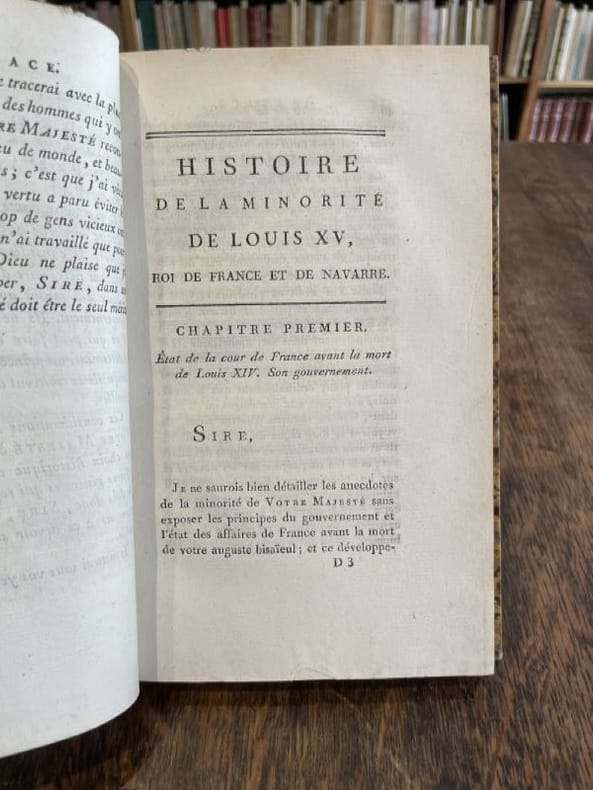 ACE.
tracerai avec la
des hommes qui y
MAJESTÉ
de monde, et
s ; c'est que j'ai
vertu a paru éviter
de gens vicieux
n'ai travaillé que
Dieu ne plaise que
SIRE, dans
doit être le seul
HISTOIRE
DE LA MINORITÉ
DE LOUIS XV,
ROI DE FRANCE ET DE NAVARRE.
CHAPITRE PREMIER.
État de la cour de France avant la mort
de Louis XIV. Son gouvernement.
SIRE,
JE ne saurois bien détailler les anecdotes
de la minorité de VOTRE MAJESTÉ sans
exposer les principes du gouvernement et
l'état des affaires de France avant la mort
de votre auguste bisaïeul ; et ce développe-
D 3